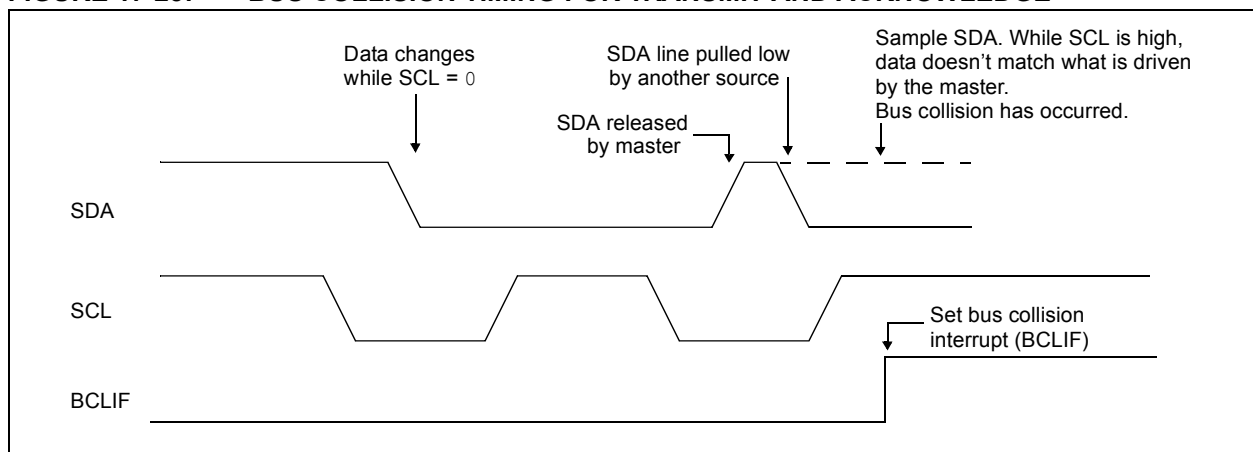 Data changes
while SCL = 0
SDA line pulled low
by another source
Sample SDA. While SCL is high,
data doesn't match what is driven
by the master.
Bus collision has occurred.
SDA released
by master
SDA
SCL
Set bus collision
interrupt (BCLIF)
BCLIF